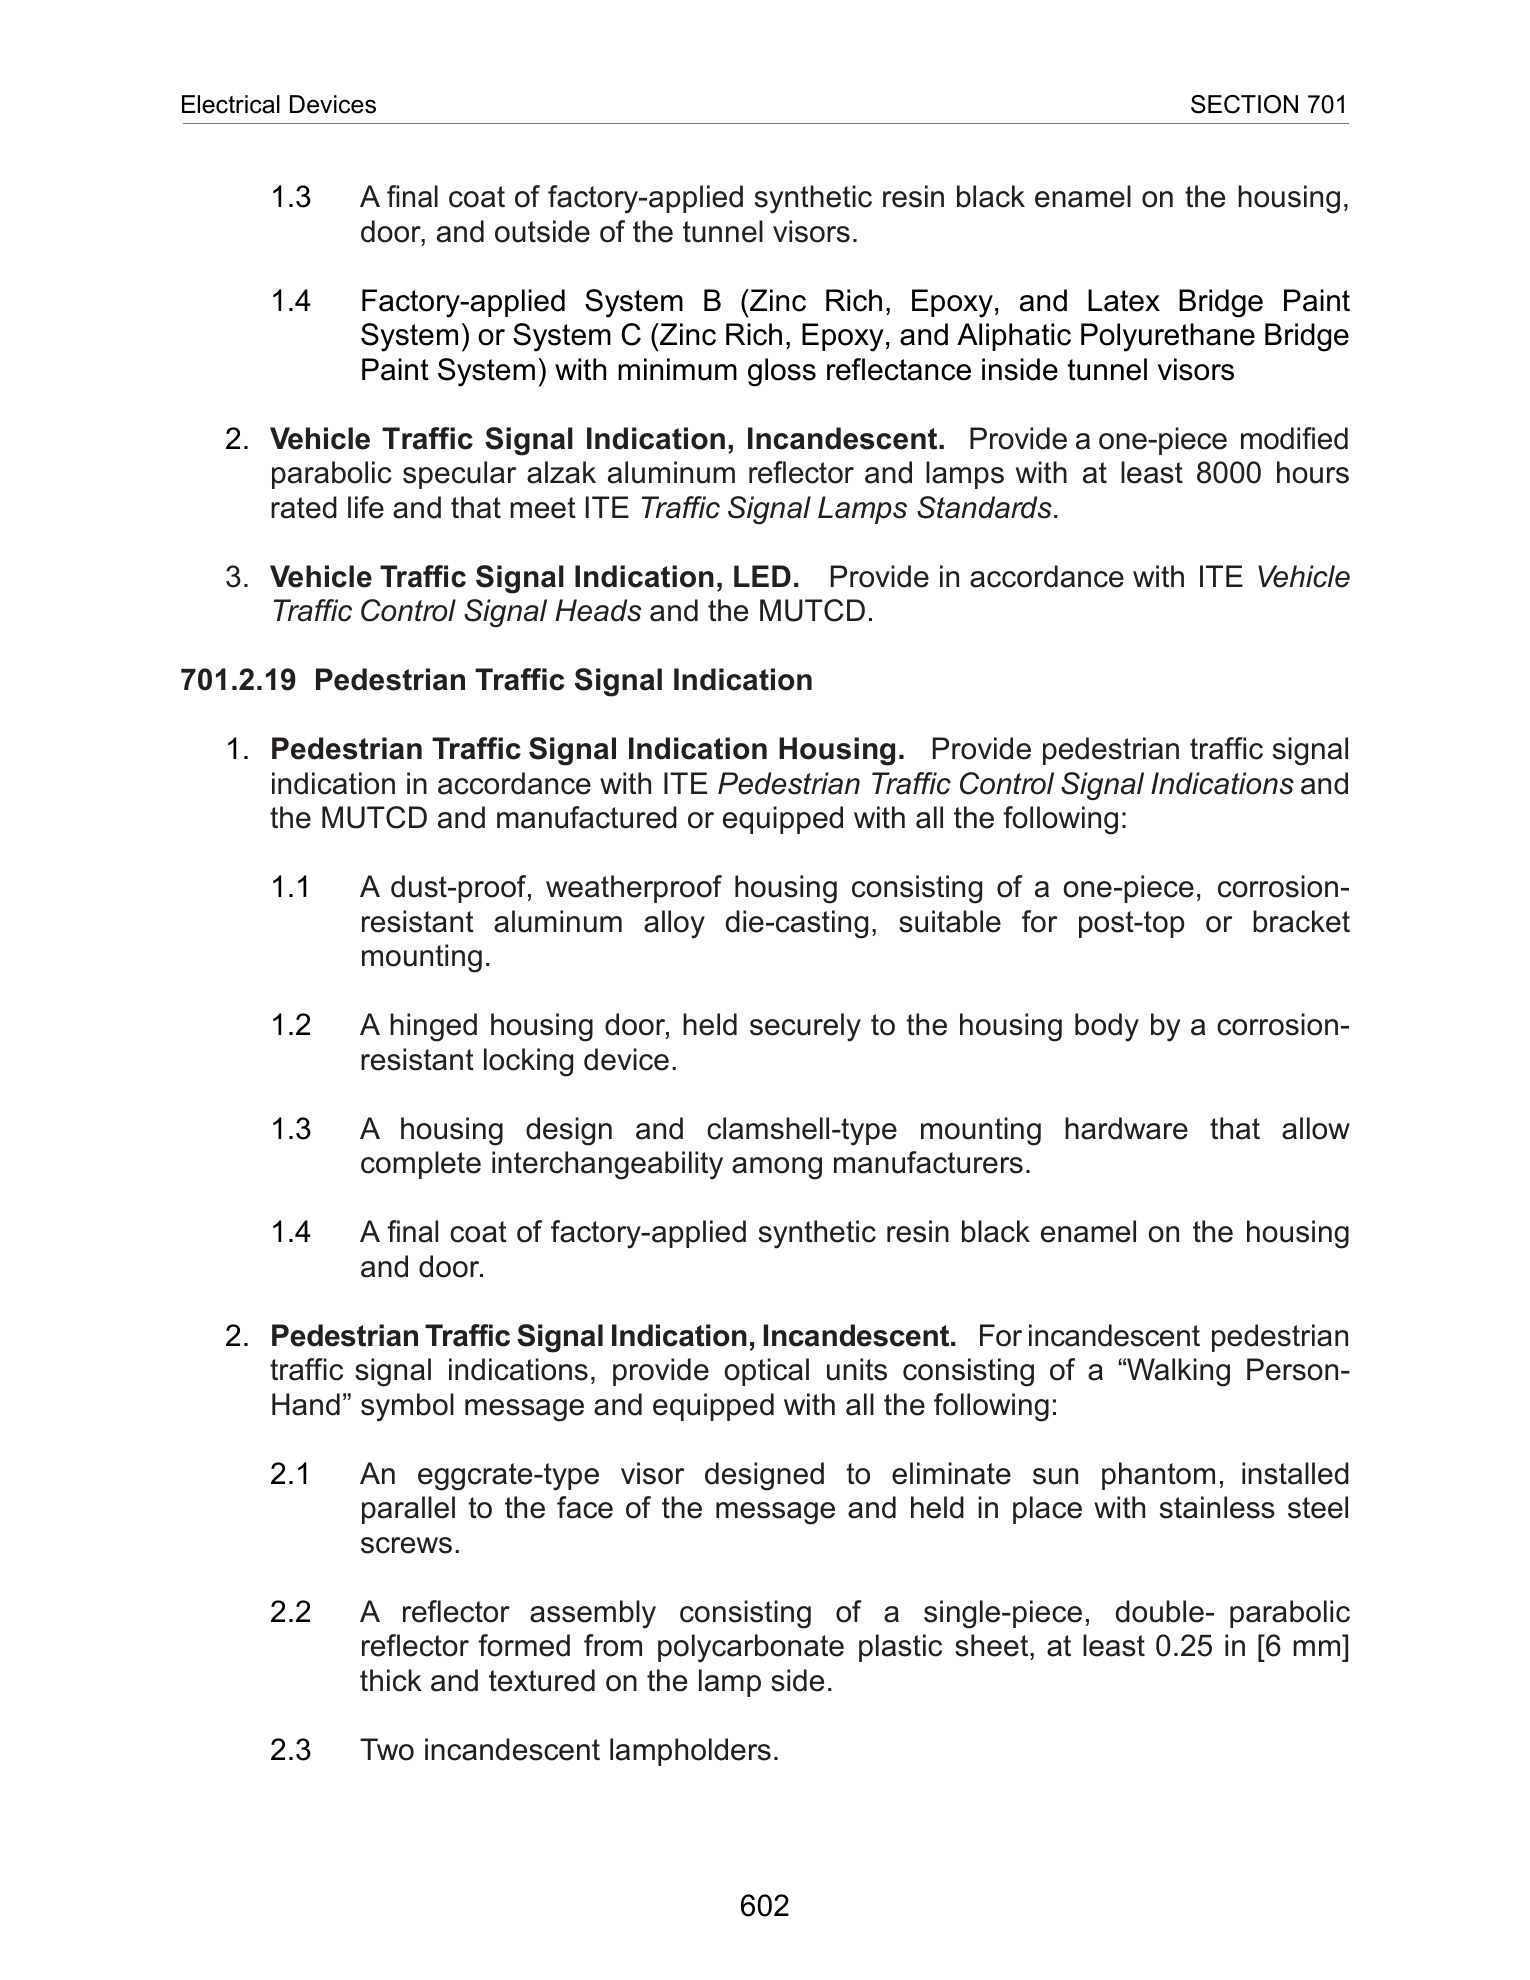 Electrical Devices SECTION 701
1.3 A final coat of factory-applied synthetic resin black enamel on the housing,
door, and outside of the tunnel visors.
1.4 Factory-applied System B (Zinc Rich, Epoxy, and Latex Bridge Paint
System) or System C (Zinc Rich, Epoxy, and Aliphatic Polyurethane Bridge
Paint System) with minimum gloss reflectance inside tunnel visors
2. Vehicle Traffic Signal Indication, Incandescent. Provide a one-piece modified
parabolic specular alzak aluminum reflector and lamps with at least 8000 hours
rated life and that meet ITE Traffic Signal Lamps Standards.
3. Vehicle Traffic Signal Indication, LED. Provide in accordance with ITE Vehicle
Traffic Control Signal Heads and the MUTCD.
701.2.19 Pedestrian Traffic Signal Indication
1. Pedestrian Traffic Signal Indication Housing. Provide pedestrian traffic signal
indication in accordance with ITE Pedestrian Traffic Control Signal Indications and
the MUTCD and manufactured or equipped with all the following:
1.1 A dust-proof, weatherproof housing consisting of a one-piece, corrosion-
resistant aluminum alloy die-casting, suitable for post-top or bracket
mounting.
1.2 A hinged housing door, held securely to the housing body by a corrosion-
resistant locking device.
1.3 A housing design and clamshell-type mounting hardware that allow
complete interchangeability among manufacturers.
1.4 A final coat of factory-applied synthetic resin black enamel on the housing
and door.
2. Pedestrian Traffic Signal Indication, Incandescent. For incandescent pedestrian
traffic signal indications, provide optical units consisting of a “Walking Person-
Hand” symbol message and equipped with all the following:
2.1 An eggcrate-type visor designed to eliminate sun phantom, installed
parallel to the face of the message and held in place with stainless steel
screws.
2.2 A reflector assembly consisting of a single-piece, double- parabolic
reflector formed from polycarbonate plastic sheet, at least 0.25 in [6 mm]
thick and textured on the lamp side.
2.3 Two incandescent lampholders.
602